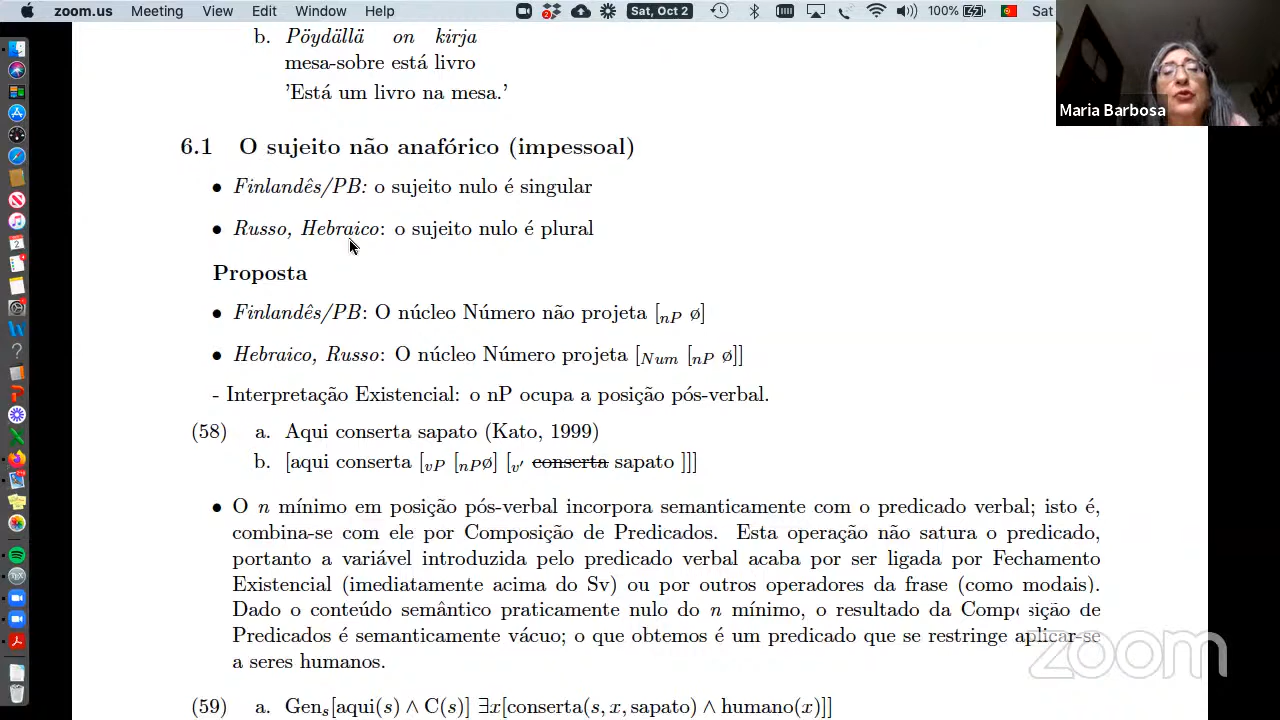 zoom.us Meeting View Edit Window Help Sat, Oct 2 100% Sat
b. Pöydällä on kirja
mesa-sobre está livro
'Está um livro na mesa.'
Maria Barbosa
6.1 O sujeito não anafórico (impessoal)
• Finlandês/PB: o sujeito nulo é singular
• Russo, Hebraico: o sujeito nulo é plural
Proposta
• Finlandês/PB: O núcleo Número não projeta [nP ø]
• Hebraico, Russo: O núcleo Número projeta [Num [nP ø]]
- Interpretação Existencial: o nP ocupa a posição pós-verbal.
(58) a. Aqui conserta sapato (Kato, 1999)
b. [aqui conserta [vP [nPø] [v' conserta sapato ]]]
• O n mínimo em posição pós-verbal incorpora semanticamente com o predicado verbal; isto é,
combina-se com ele por Composição de Predicados. Esta operação não satura o predicado,
portanto a variável introduzida pelo predicado verbal acaba por ser ligada por Fechamento
Existencial (imediatamente acima do Sv) ou por outros operadores da frase (como modais).
Dado o conteúdo semântico praticamente nulo do n mínimo, o resultado da Composição de
Predicados é semanticamente vácuo; o que obtemos é um predicado que se restringe aplicar-se
a seres humanos.
zoom
(59) a. Gens[aqui(s) ∧ C(s)] ∃x[conserta(s, x, sapato) ∧ humano(x)]]